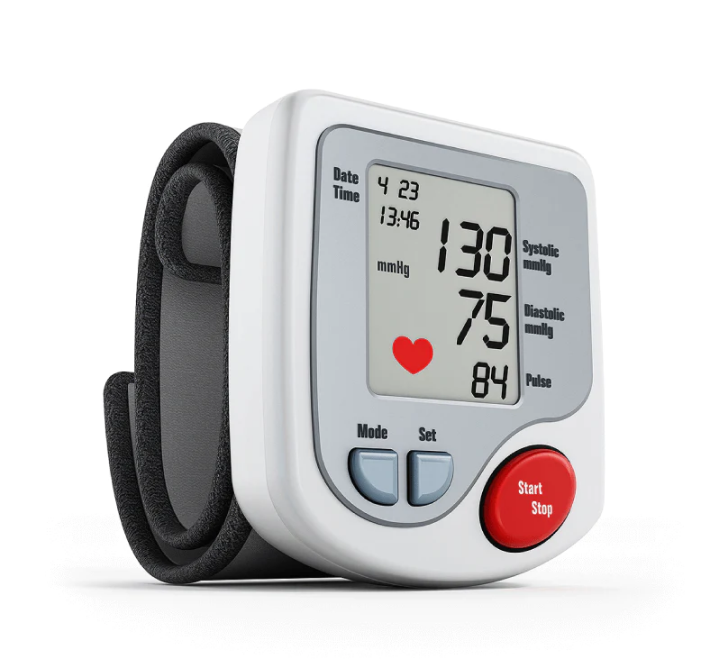 Date
Time
4 23
13:46
mmHg
130
Systolic
mmHg
75
Diastolic
mmHg
84
Pulse
Mode
Set
Start
Stop